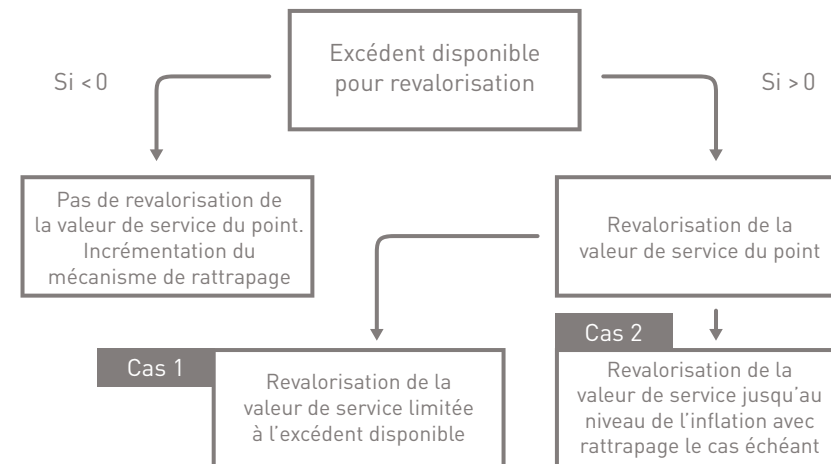 Excédent disponible
pour revalorisation
Si < 0
Si > 0
Pas de revalorisation de
la valeur de service du point.
Incrémentation du
mécanisme de rattrapage
Revalorisation de la
valeur de service du point
Cas 1
Revalorisation de la
valeur de service limitée
à l'excédent disponible
Cas 2
Revalorisation de la
valeur de service jusqu'au
niveau de l'inflation avec
rattrapage le cas échéant